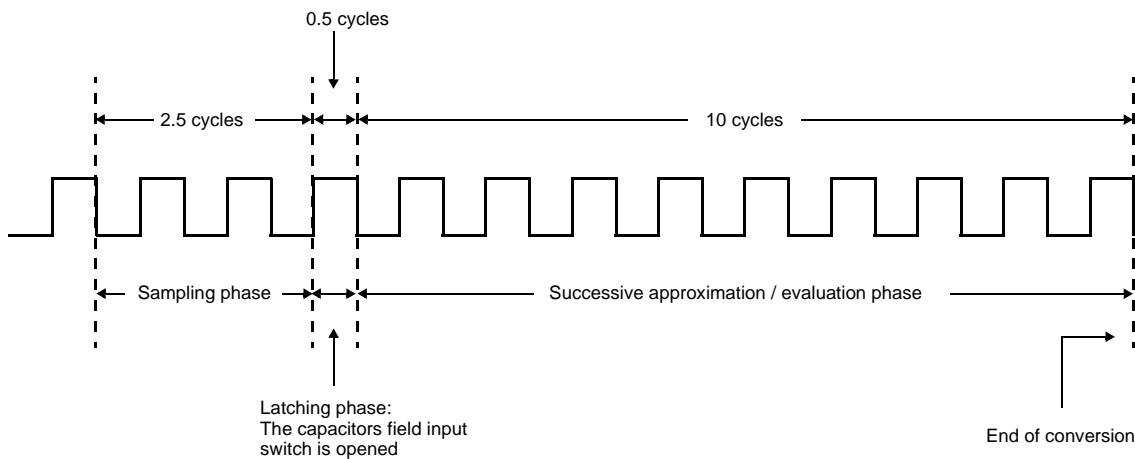 0.5 cycles
2.5 cycles
10 cycles
Sampling phase
Successive approximation / evaluation phase
Latching phase:
The capacitors field input
switch is opened
End of conversion